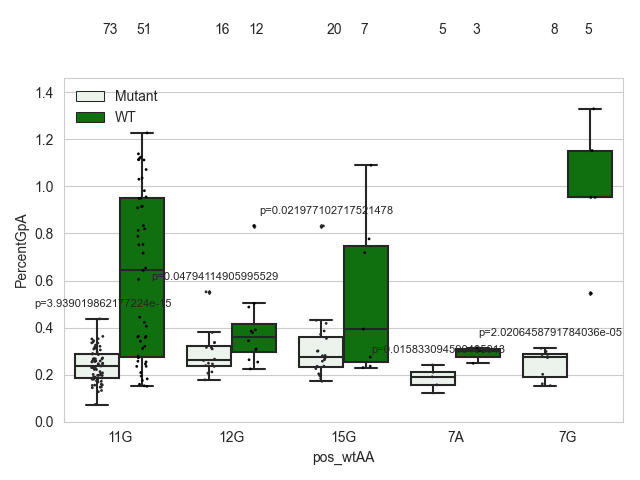 73 51 16 12 20 7 5 3 8 5
1.4
Mutant
WT
1.2
1.0
p=0.021977102717521478
0.8
PercentGpA
p=0.04794114905995529
0.6
p=3.939019862177224e-15
0.4
p=2.0206458791784036e-05
0.2
0.0
11G 12G 15G 7A 7G
pos_wtAA